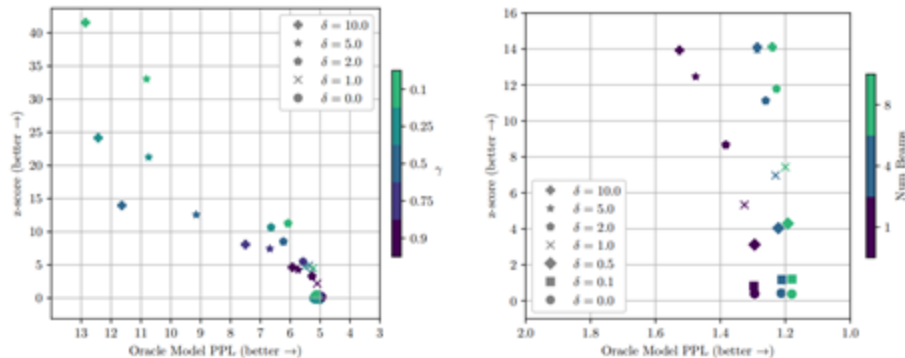 40
35
30
25
20
15
10
5
0
z-score (better →)
13 12 11 10 9 8 7 6 5 4 3
Oracle Model PPL (better →)
δ = 10.0
δ = 5.0
δ = 2.0
δ = 1.0
δ = 0.0
0.1
0.25
0.5
0.75
0.9
γ
16
14
12
10
8
6
4
2
0
z-score (better →)
2.0 1.8 1.6 1.4 1.2 1.0
Oracle Model PPL (better →)
δ = 10.0
δ = 5.0
δ = 2.0
δ = 1.0
δ = 0.5
δ = 0.1
δ = 0.0
8
4
1
Num Beams